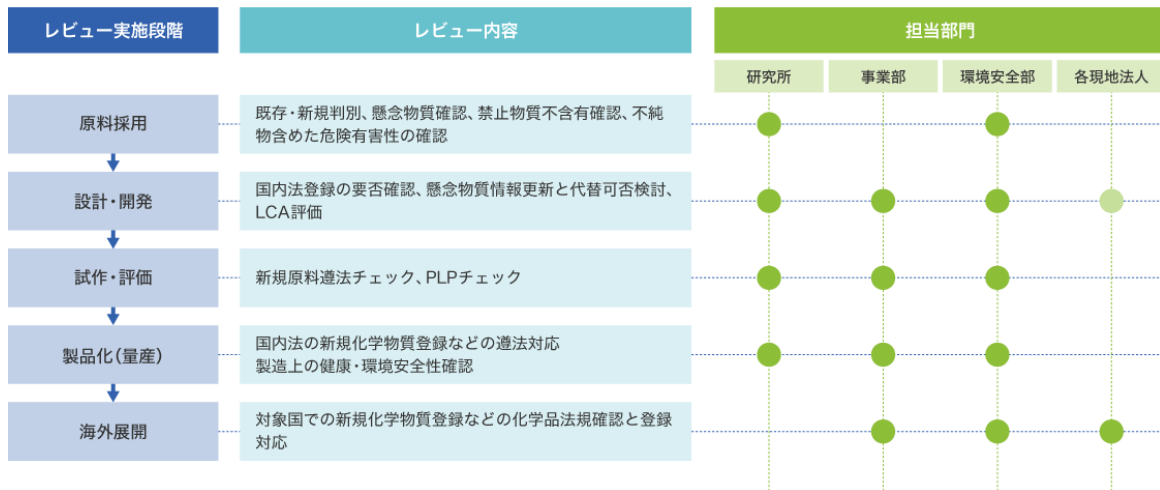 レビュー実施段階
レビュー内容
担当部門
研究所
事業部
環境安全部
各現地法人
原料採用
既存・新規判別、懸念物質確認、禁止物質不含有確認、不純
物含めた危険有害性の確認
設計・開発
国内法登録の要否確認、懸念物質情報更新と代替可否検討、
LCA評価
試作・評価
新規原料遵法チェック、PLPチェック
製品化(量産)
国内法の新規化学物質登録などの遵法対応
製造上の健康・環境安全性確認
海外展開
対象国での新規化学物質登録などの化学品法規確認と登録
対応